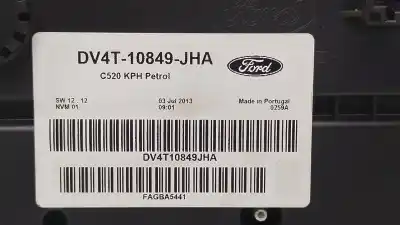 DV4T-10849-JHA
Ford
C520 KPH Petrol
SW 12 . 12 03 Jul 2013 Made in Portugal
NVM 01 09:01 5259A
DV4T10849JHA
FAGBA5441